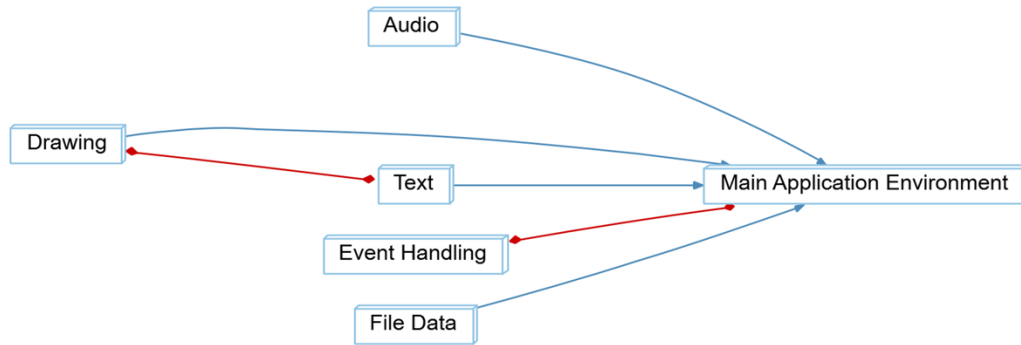 Audio
Drawing
Text
Main Application Environment
Event Handling
File Data